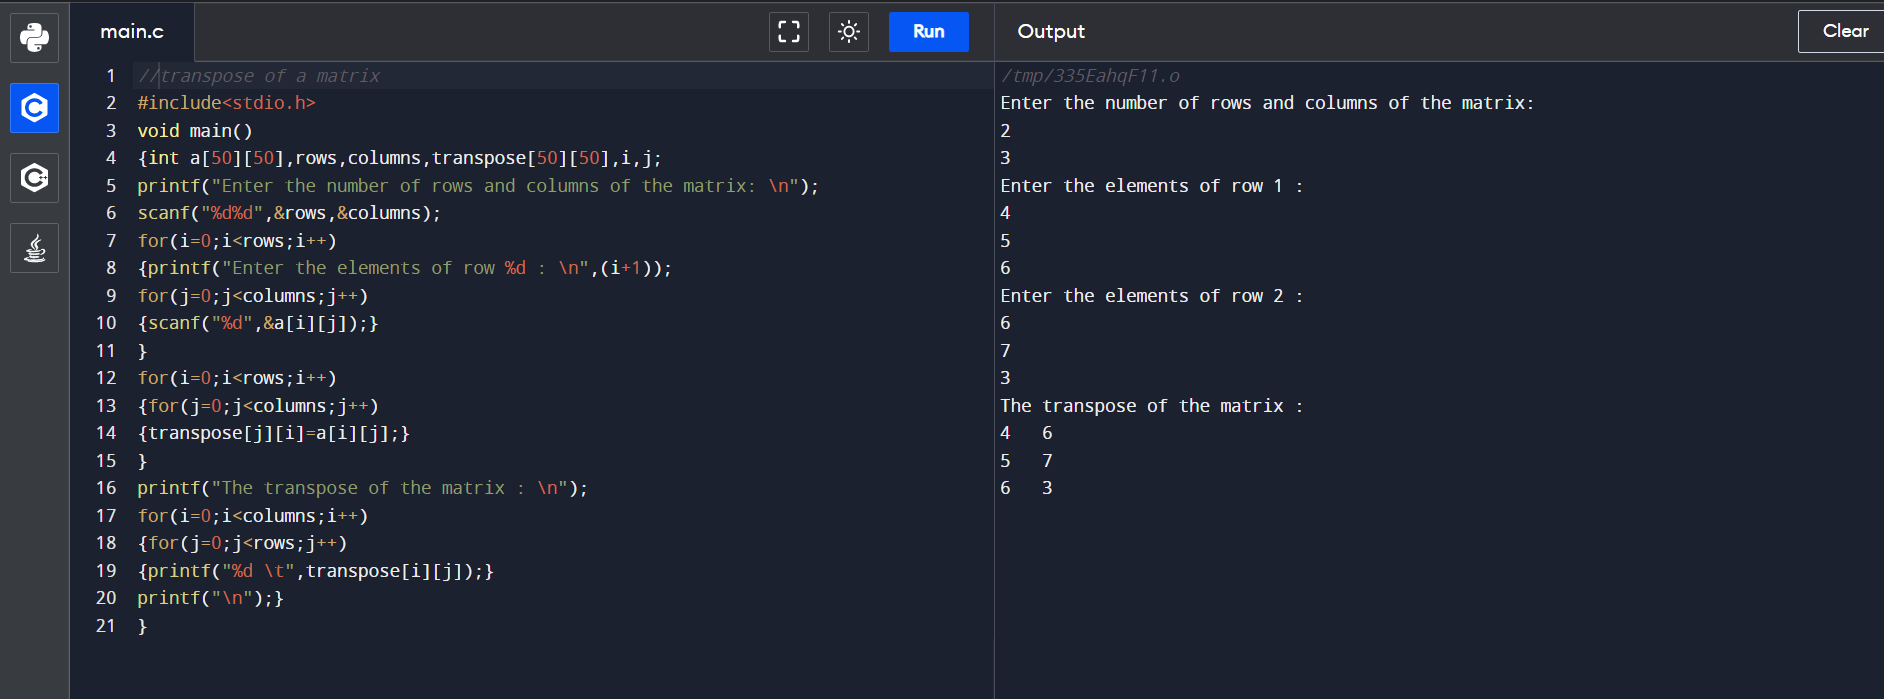 main.c
Run
1 //transpose of a matrix
2 #include<stdio.h>
3 void main()
4 {int a[50][50],rows,columns,transpose[50][50],i,j;
5 printf("Enter the number of rows and columns of the matrix: \n");
6 scanf("%d%d",&rows,&columns);
7 for(i=0;i<rows;i++)
8 {printf("Enter the elements of row %d : \n",(i+1));
9 for(j=0;j<columns;j++)
10 {scanf("%d",&a[i][j]);}
11 }
12 for(i=0;i<rows;i++)
13 {for(j=0;j<columns;j++)
14 {transpose[j][i]=a[i][j];}
15 }
16 printf("The transpose of the matrix : \n");
17 for(i=0;i<columns;i++)
18 {for(j=0;j<rows;j++)
19 {printf("%d \t",transpose[i][j]);}
20 printf("\n");}
21 }
Output
Clear
/tmp/335EahqF11.o
Enter the number of rows and columns of the matrix:
2
3
Enter the elements of row 1 :
4
5
6
Enter the elements of row 2 :
6
7
3
The transpose of the matrix :
4 6
5 7
6 3